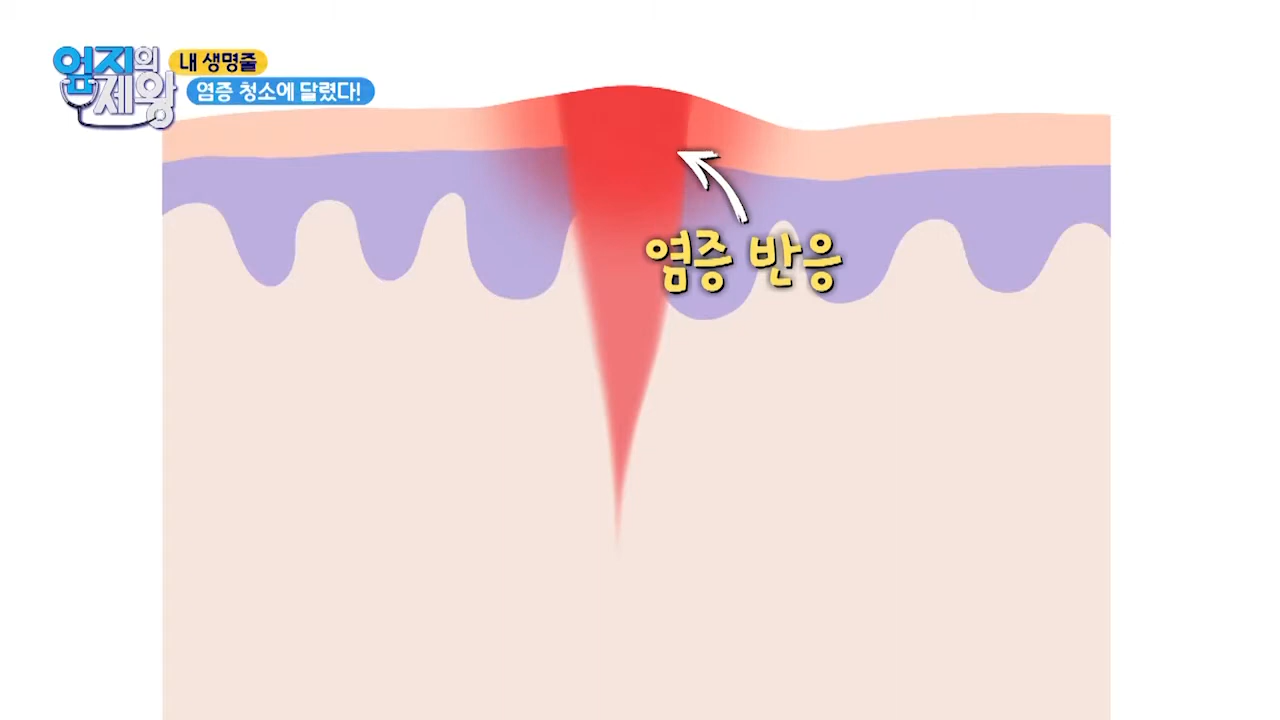 엄지의 제왕
내 생명줄
염증 청소에 달렸다!
염증 반응